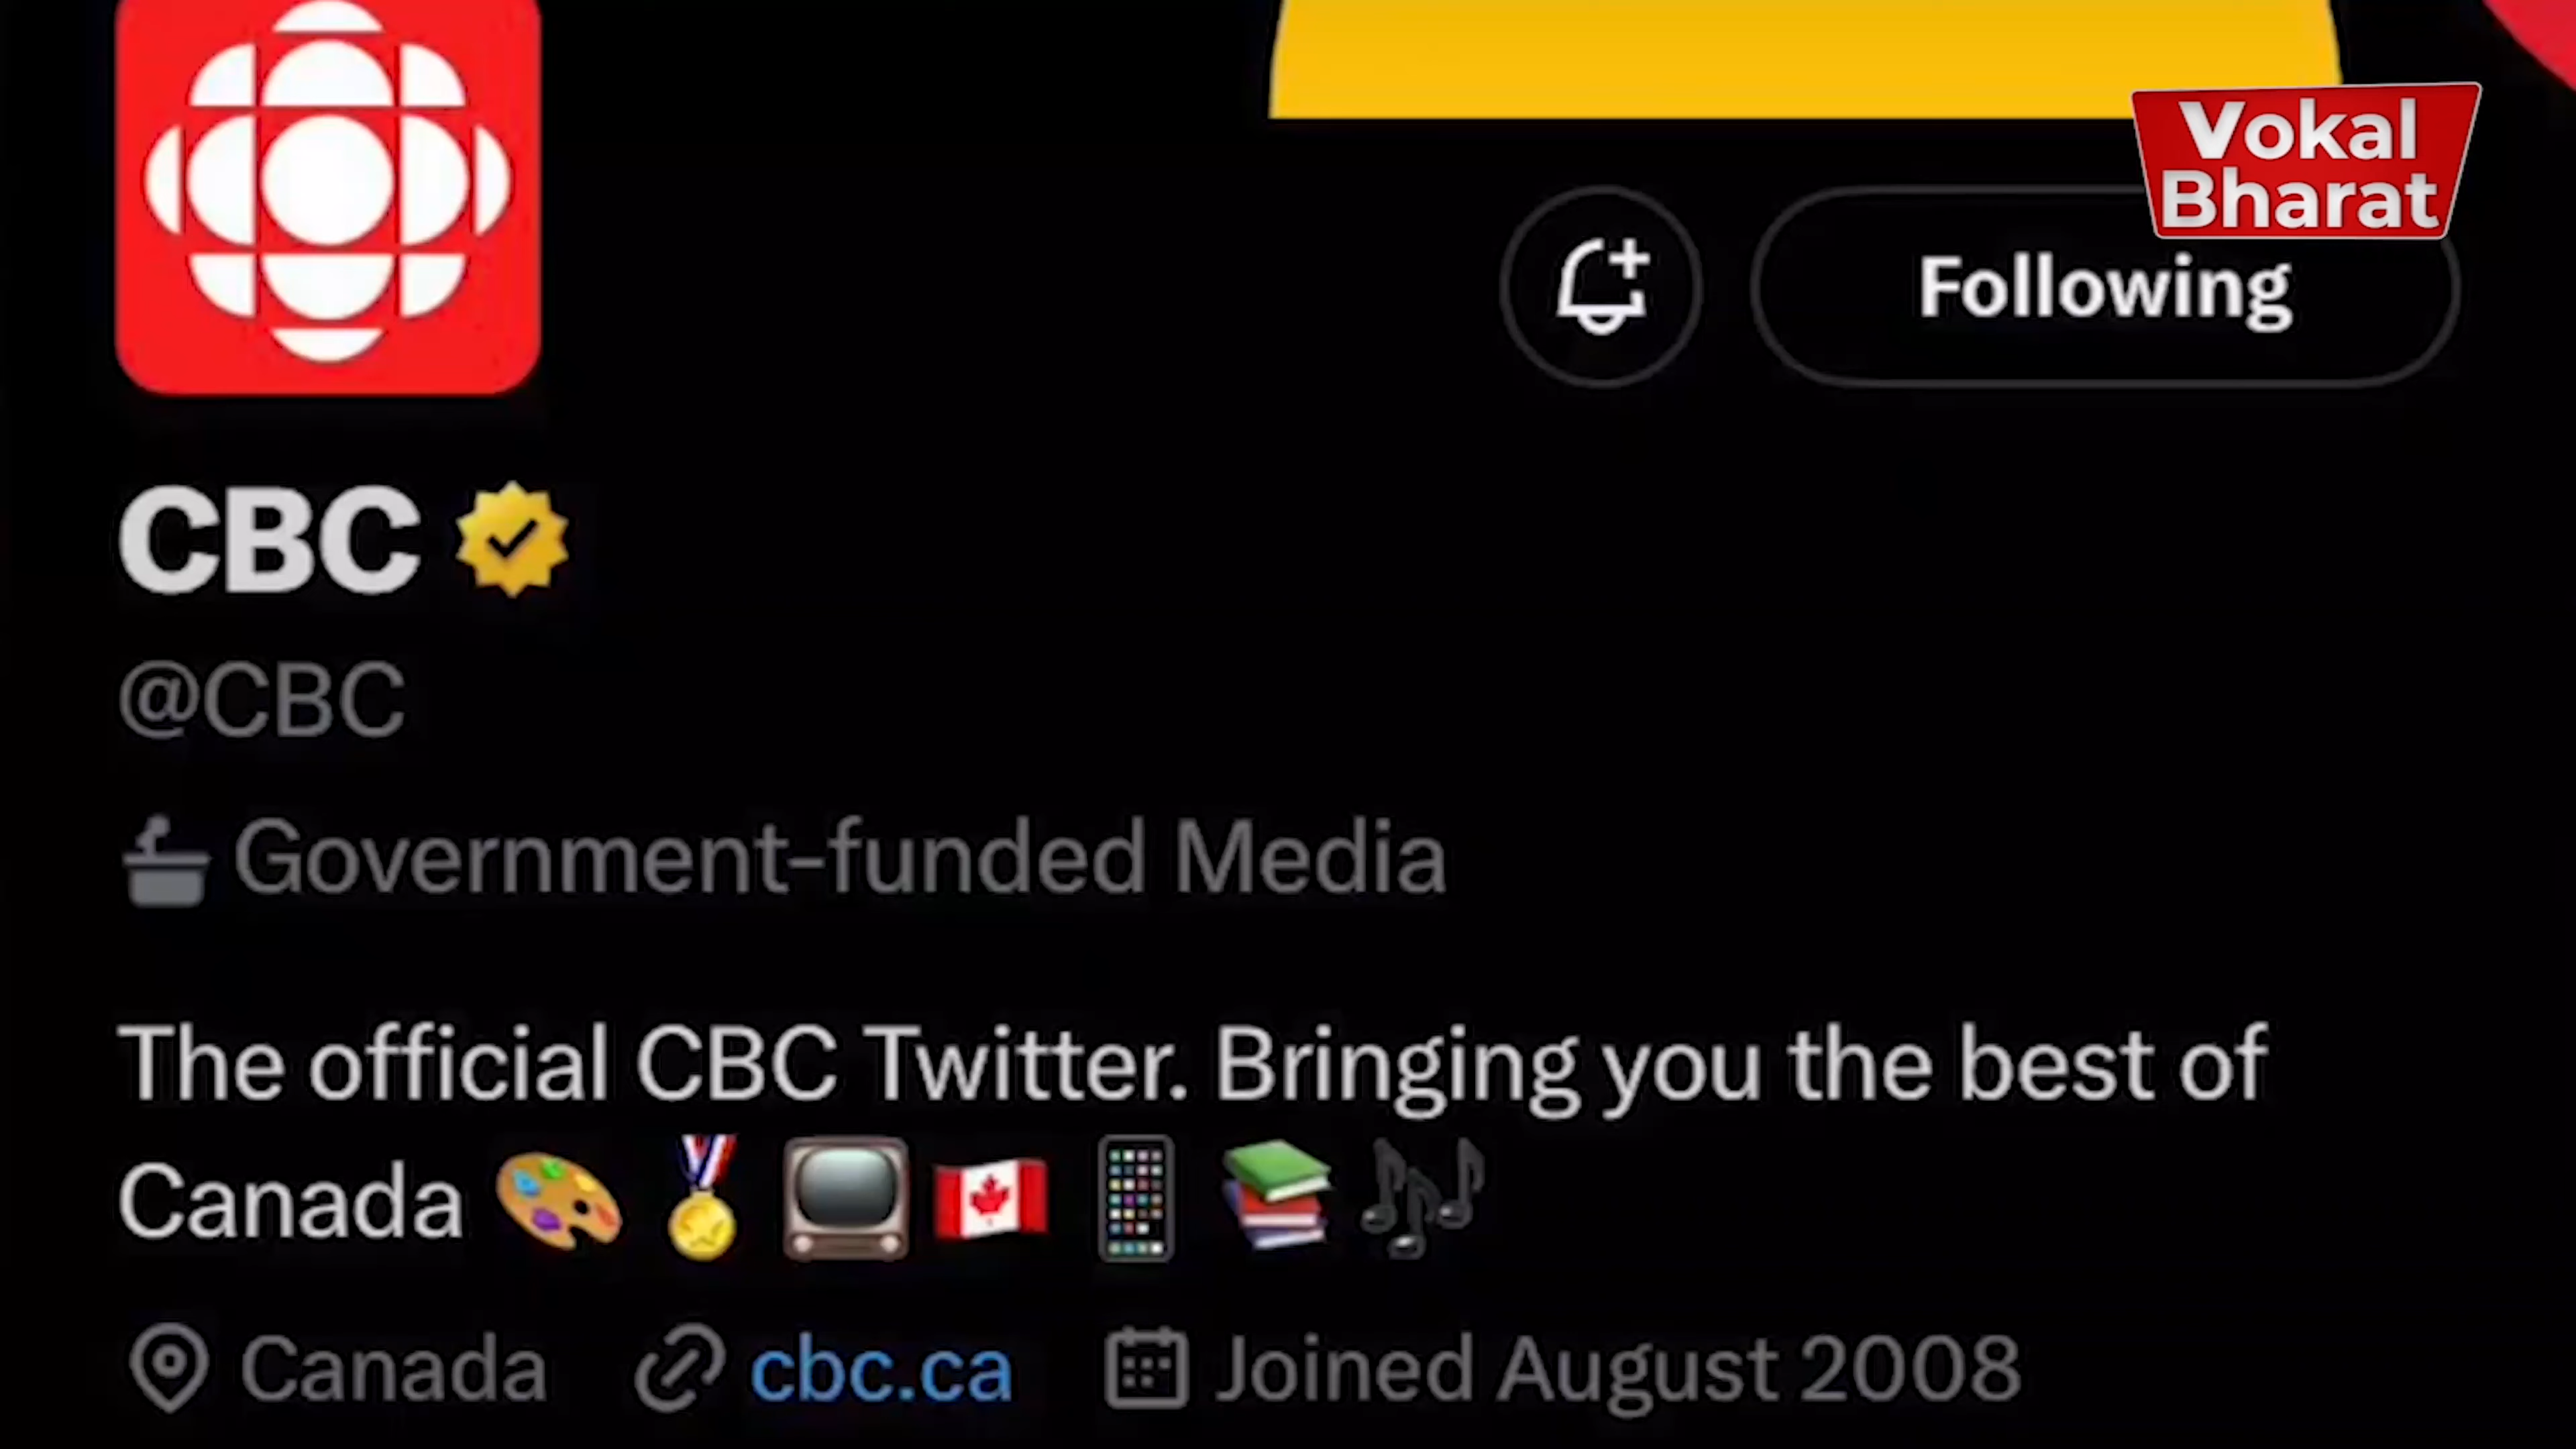 Vokal
Bharat
Following
CBC
@CBC
Government-funded Media
The official CBC Twitter. Bringing you the best of
Canada 🎨 🏅 📺 🇨🇦 📱 📚 🎶
Canada cbc.ca Joined August 2008